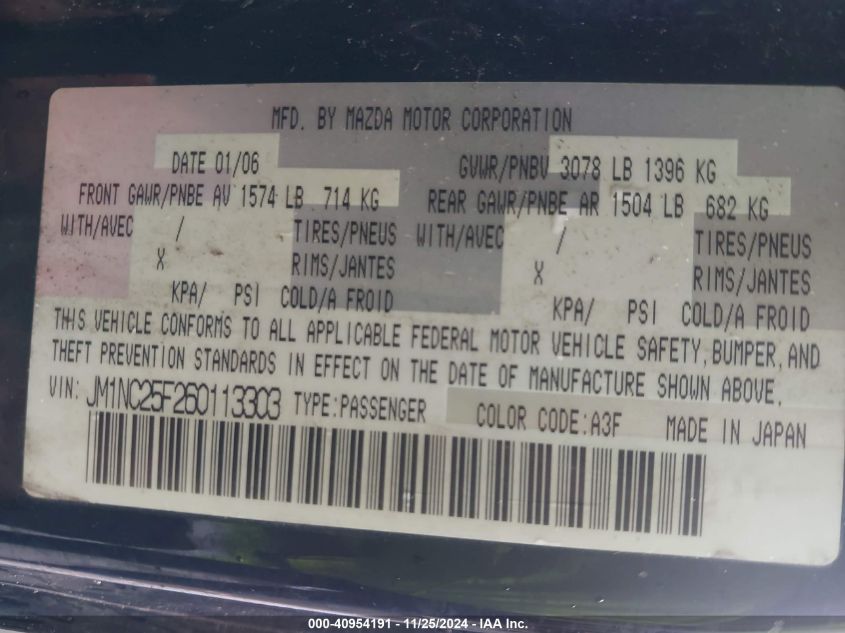 MFD. BY MAZDA MOTOR CORPORATION
DATE 01/06 GVWR/PNBV 3078 LB 1396 KG
FRONT GAWR/PNBE AV 1574 LB 714 KG REAR GAWR/PNBE AR 1504 LB 682 KG
WITH/AVEC / TIRES/PNEUS WITH/AVEC / TIRES/PNEUS
X RIMS/JANTES X RIMS/JANTES
KPA/ PSI COLD/A FROID KPA/ PSI COLD/A FROID
THIS VEHICLE CONFORMS TO ALL APPLICABLE FEDERAL MOTOR VEHICLE SAFETY, BUMPER, AND
THEFT PREVENTION STANDARDS IN EFFECT ON THE DATE OF MANUFACTURE SHOWN ABOVE.
VIN: JM1NC25F260113303 TYPE:PASSENGER COLOR CODE:A3F MADE IN JAPAN
000-40954191 - 11/25/2024 - IAA Inc.